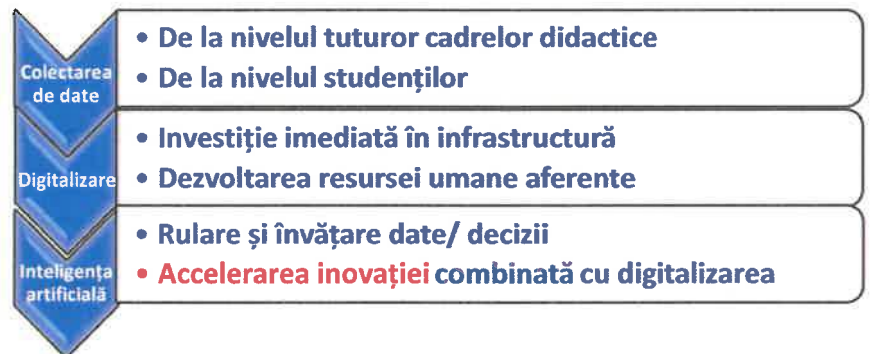 Colectarea
de date
• De la nivelul tuturor cadrelor didactice
• De la nivelul studenților
Digitalizare
• Investiție imediată în infrastructură
• Dezvoltarea resursei umane aferente
Inteligența
artificială
• Rulare și învățare date/ decizii
• Accelerarea inovației combinată cu digitalizarea